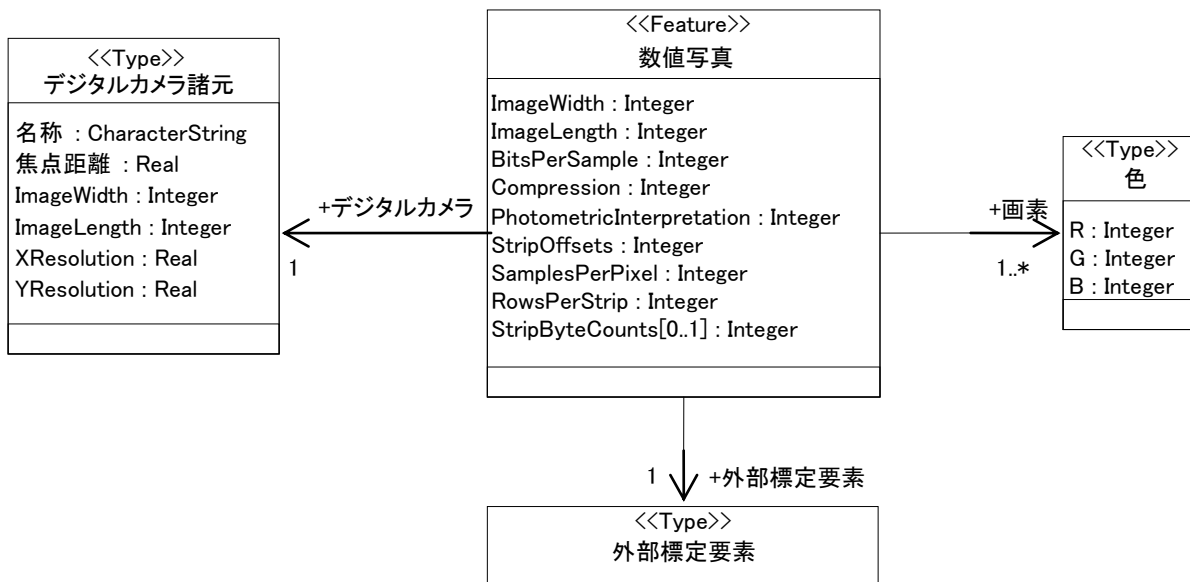 <<Type>>
デジタルカメラ諸元
名称 : CharacterString
焦点距離 : Real
ImageWidth : Integer
ImageLength : Integer
XResolution : Real
YResolution : Real
+デジタルカメラ
1
<<Feature>>
数値写真
ImageWidth : Integer
ImageLength : Integer
BitsPerSample : Integer
Compression : Integer
PhotometricInterpretation : Integer
StripOffsets : Integer
SamplesPerPixel : Integer
RowsPerStrip : Integer
StripByteCounts[0..1] : Integer
+画素
1..*
<<Type>>
色
R : Integer
G : Integer
B : Integer
1 +外部標定要素
<<Type>>
外部標定要素